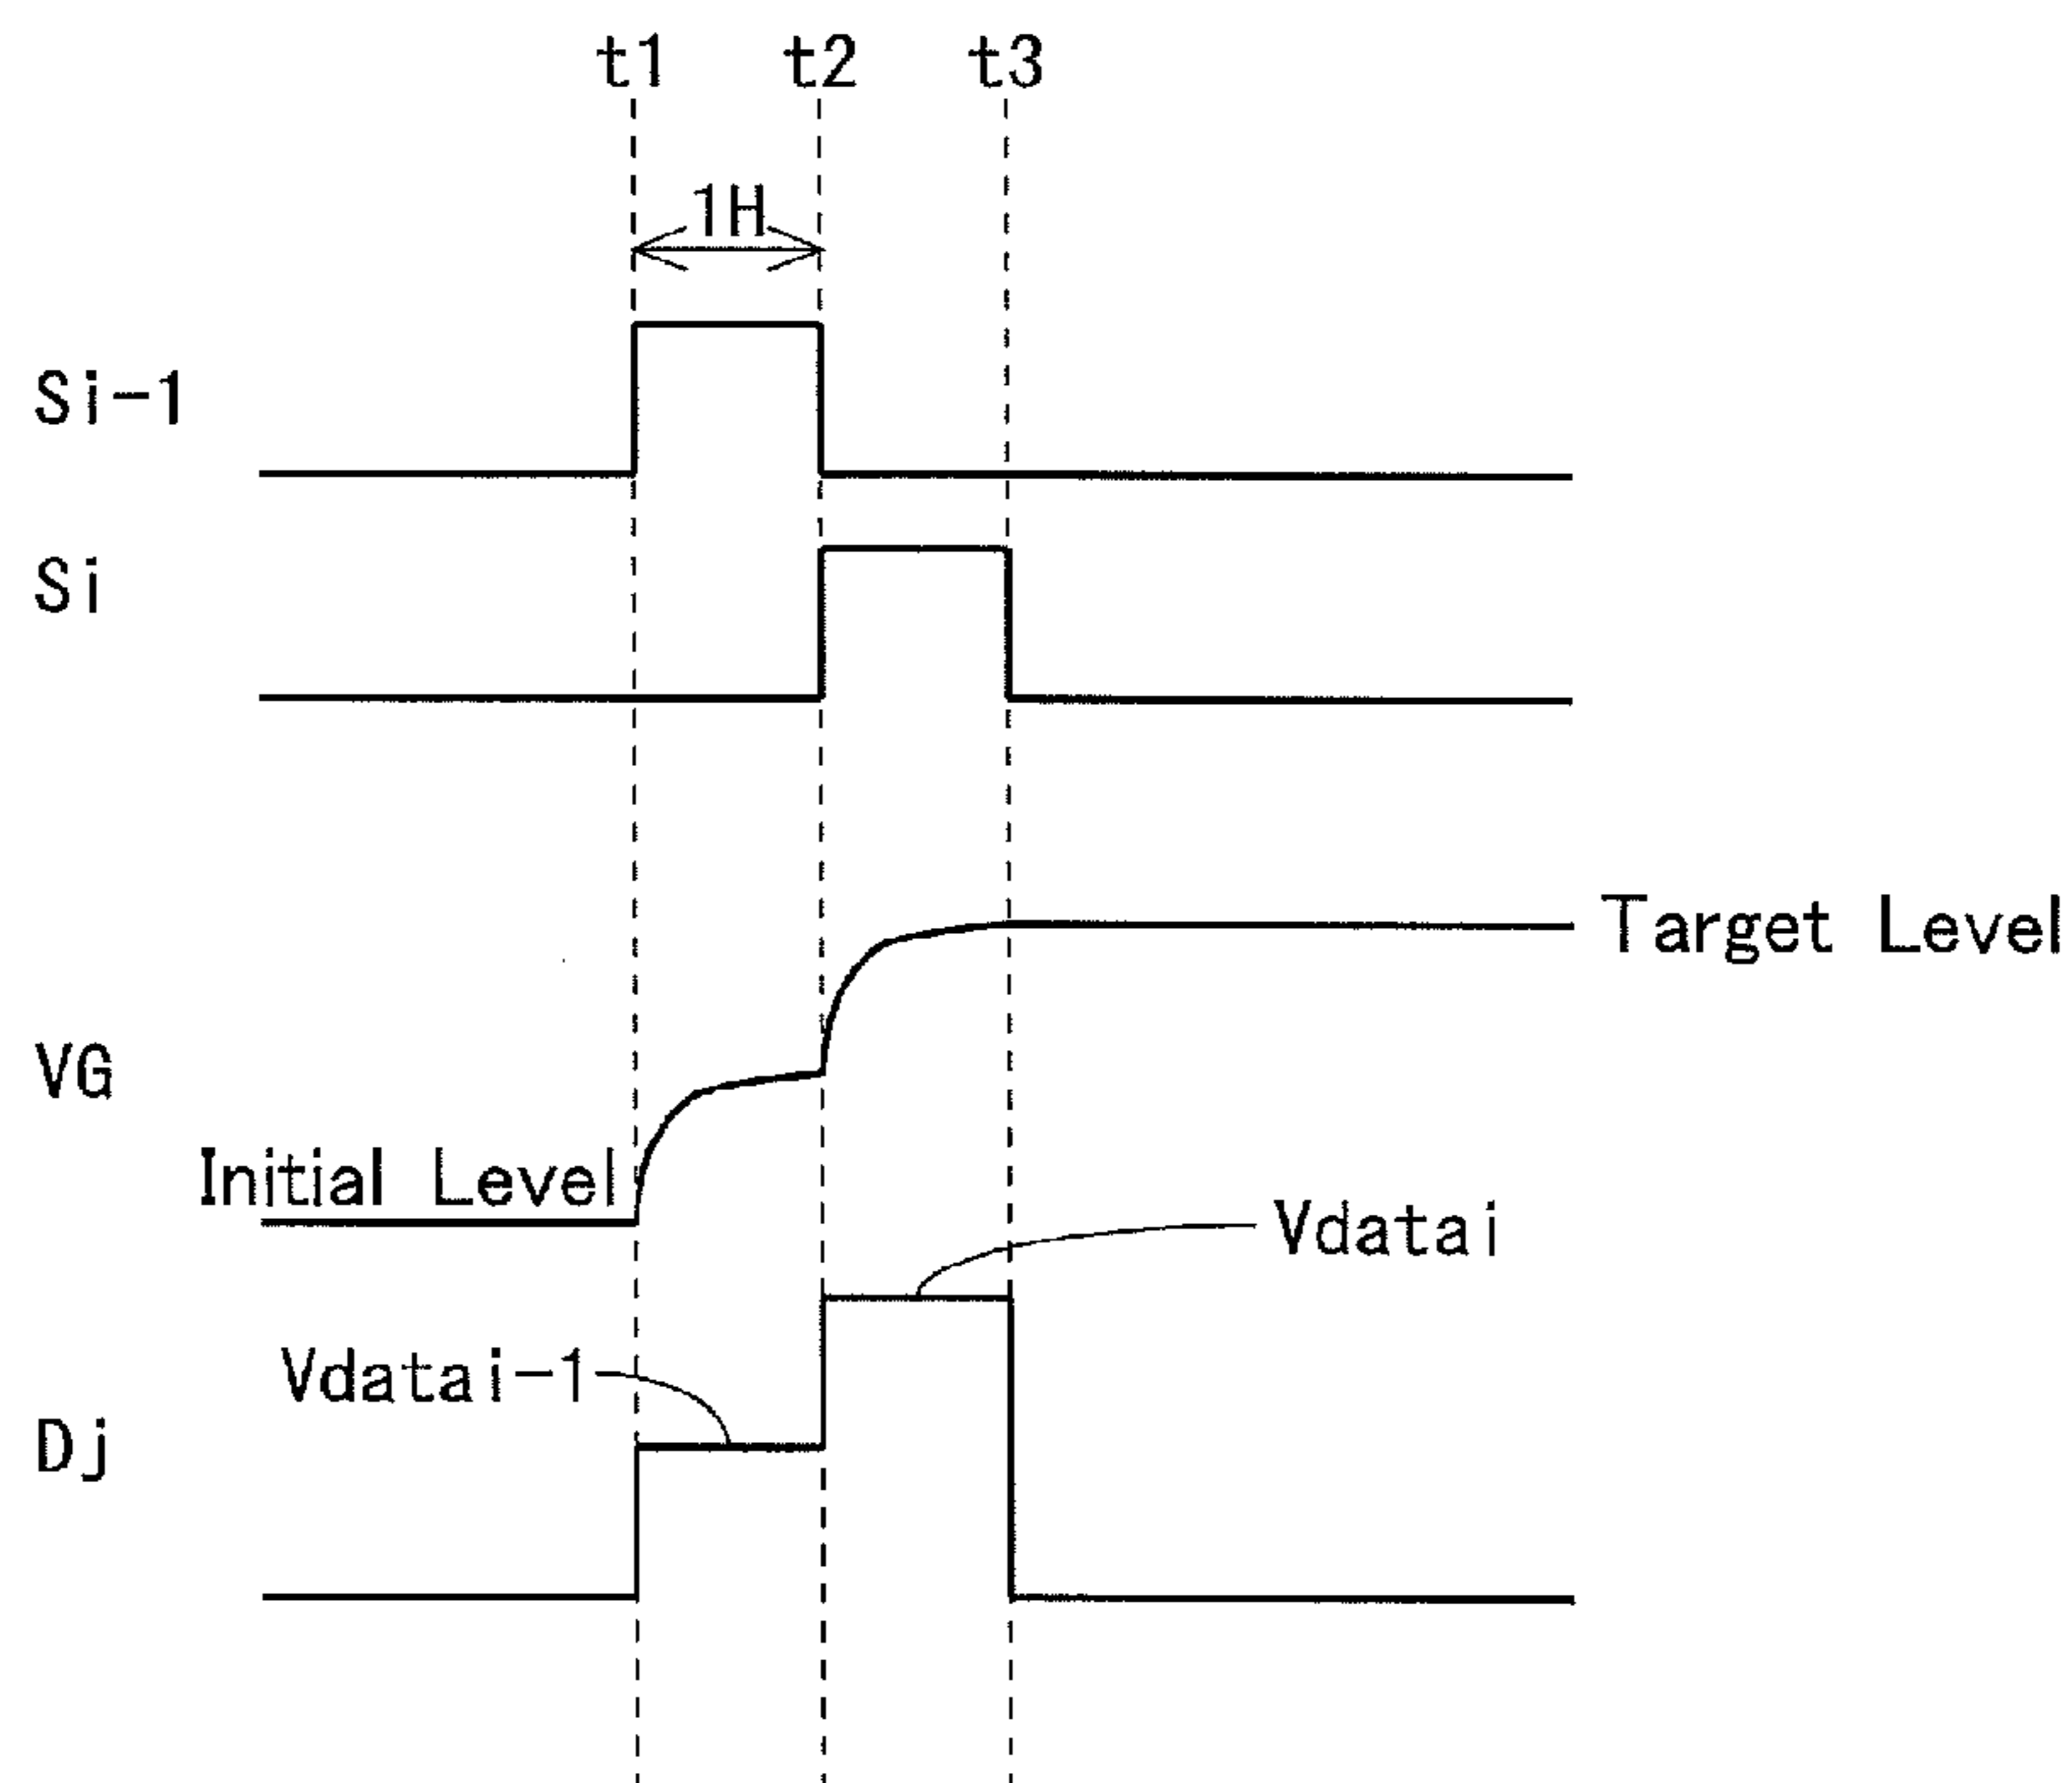 t1 t2 t3
1H
Si-1
Si
Target Level
VG
Initial Level
Vdatai
Vdatai-1
Dj